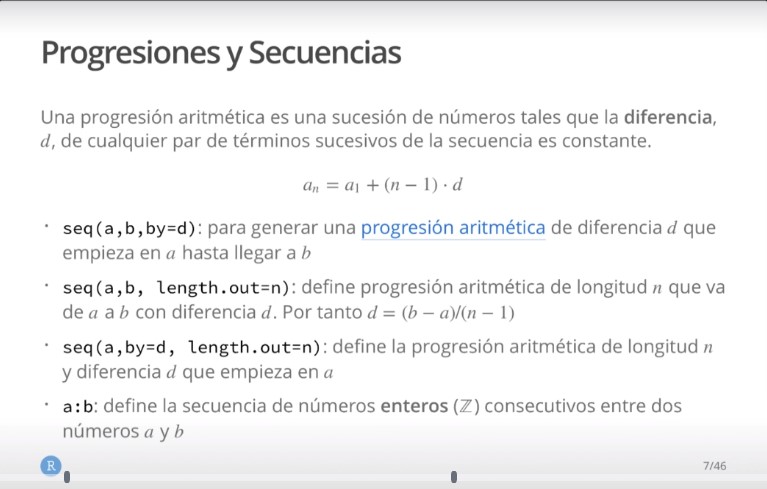 Progresiones y Secuencias
Una progresión aritmética es una sucesión de números tales que la diferencia,
d, de cualquier par de términos sucesivos de la secuencia es constante.
aₙ = a₁ + (n − 1) · d
· seq(a,b,by=d): para generar una progresión aritmética de diferencia d que
empieza en a hasta llegar a b
· seq(a,b, length.out=n): define progresión aritmética de longitud n que va
de a a b con diferencia d. Por tanto d = (b − a)/(n − 1)
· seq(a,by=d, length.out=n): define la progresión aritmética de longitud n
y diferencia d que empieza en a
· a:b: define la secuencia de números enteros (ℤ) consecutivos entre dos
números a y b
R
7/46